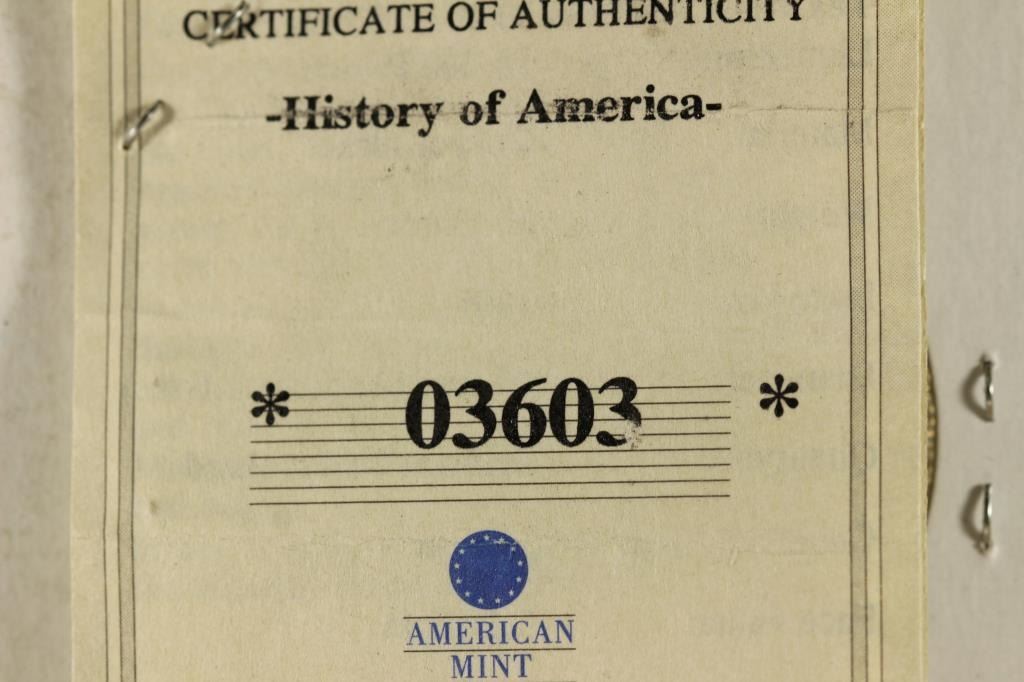 CERTIFICATE OF AUTHENTICITY
-History of America-
* 03603 *
AMERICAN
MINT